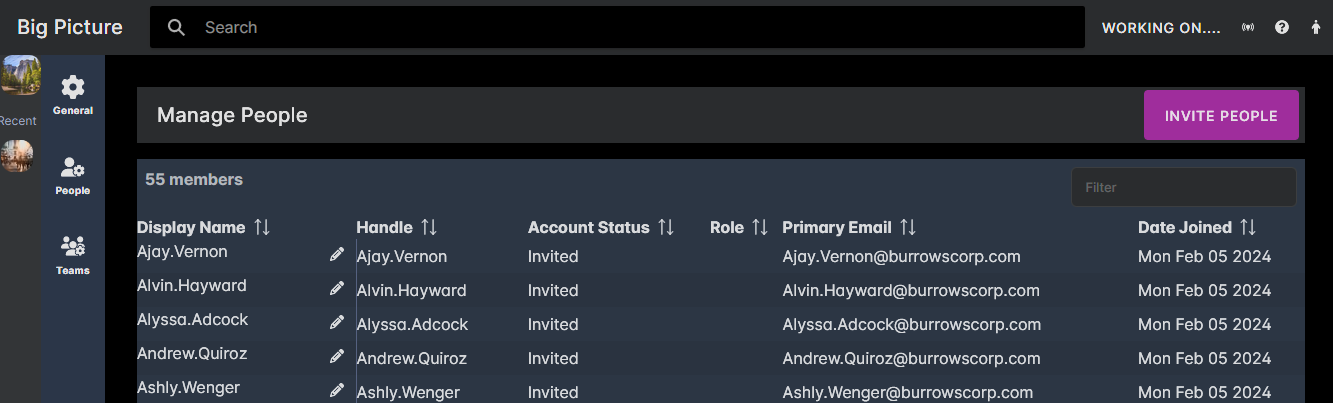 Big Picture Search WORKING ON....
General
Recent
People
Teams
Manage People INVITE PEOPLE
55 members Filter
Display Name Handle Account Status Role Primary Email Date Joined
Ajay.Vernon Ajay.Vernon Invited Ajay.Vernon@burrowscorp.com Mon Feb 05 2024
Alvin.Hayward Alvin.Hayward Invited Alvin.Hayward@burrowscorp.com Mon Feb 05 2024
Alyssa.Adcock Alyssa.Adcock Invited Alyssa.Adcock@burrowscorp.com Mon Feb 05 2024
Andrew.Quiroz Andrew.Quiroz Invited Andrew.Quiroz@burrowscorp.com Mon Feb 05 2024
Ashly.Wenger Ashly.Wenger Invited Ashly.Wenger@burrowscorp.com Mon Feb 05 2024